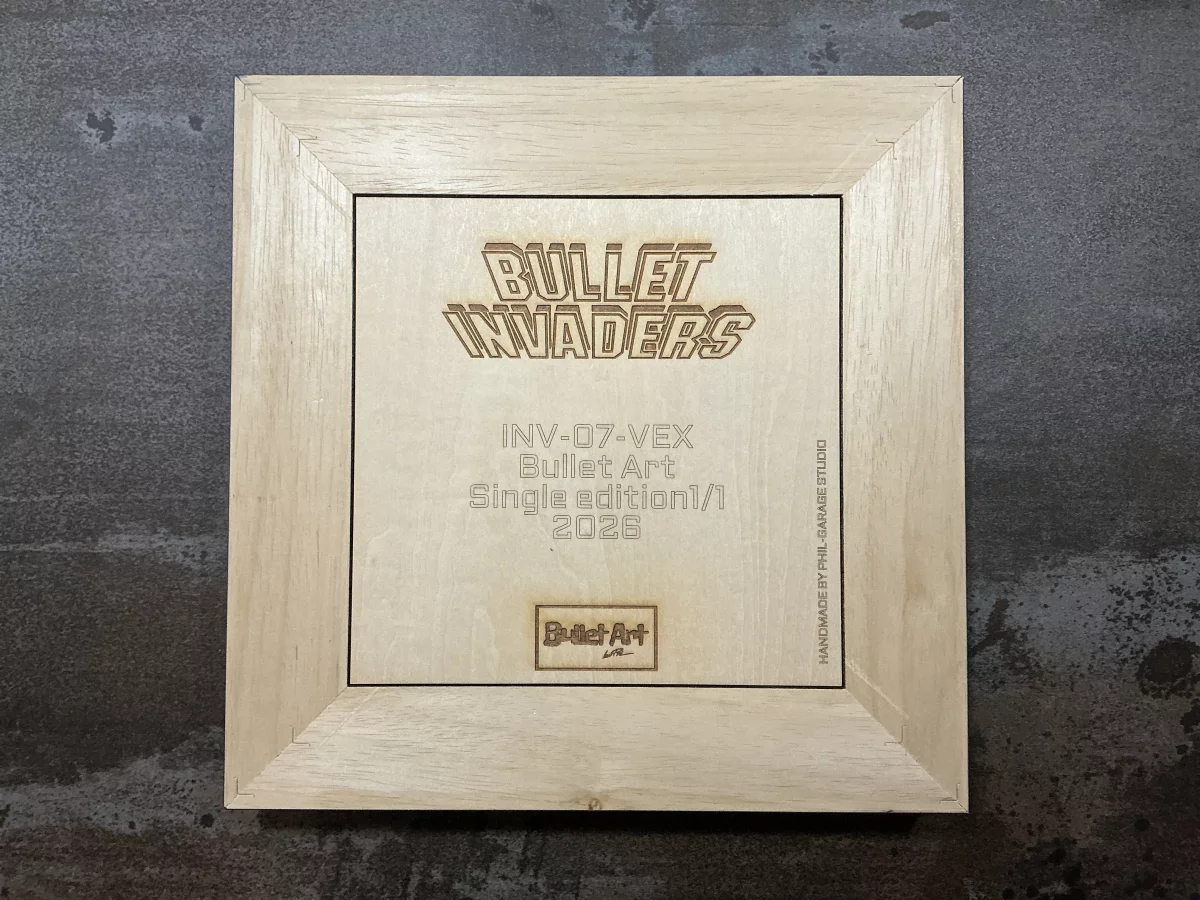 BULLET
INVADERS
INV-07-VEX
Bullet Art
Single edition1/1
2026
HANDMADE BY PHIL-GARAGE STUDIO
Bullet Art